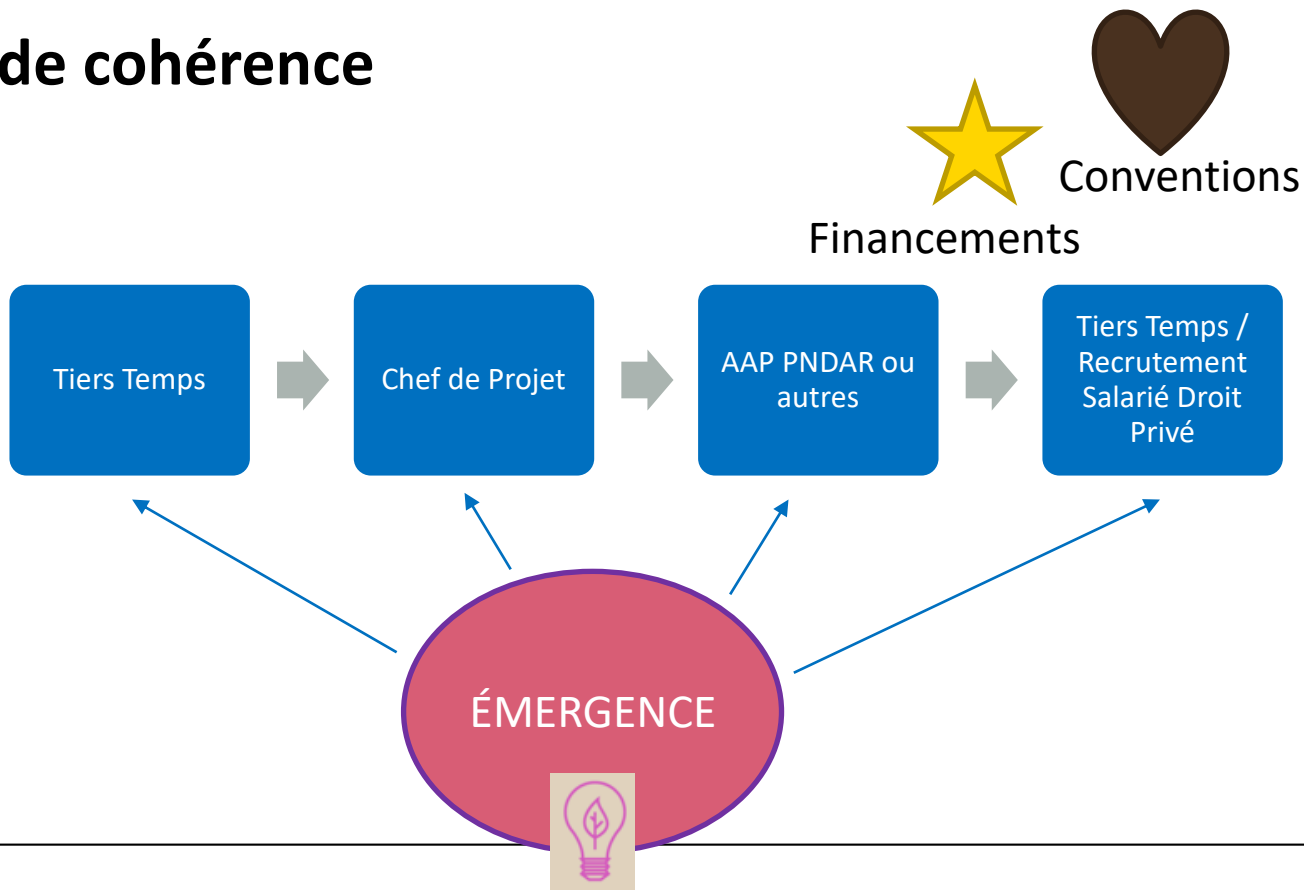 de cohérence
Conventions
Financements
Tiers Temps
Chef de Projet
AAP PNDAR ou
autres
Tiers Temps /
Recrutement
Salarié Droit
Privé
ÉMERGENCE